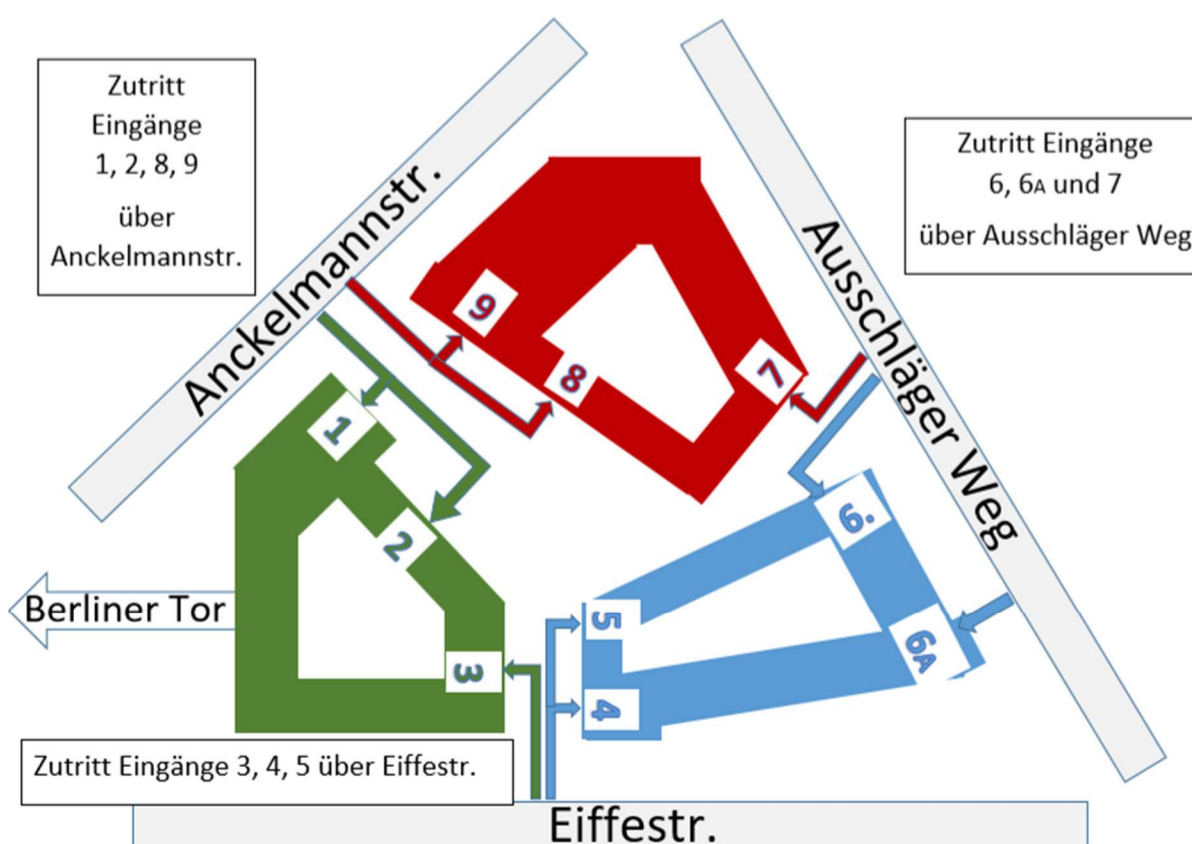 Zutritt
Eingänge
1, 2, 8, 9
über
Anckelmannstr.
Anckelmannstr.
Zutritt Eingänge
6, 6A und 7
über Ausschläger Weg
Ausschläger Weg
9
8
7
1
2
3
6.
6A
5
4
Berliner Tor
Zutritt Eingänge 3, 4, 5 über Eiffestr.
Eiffestr.